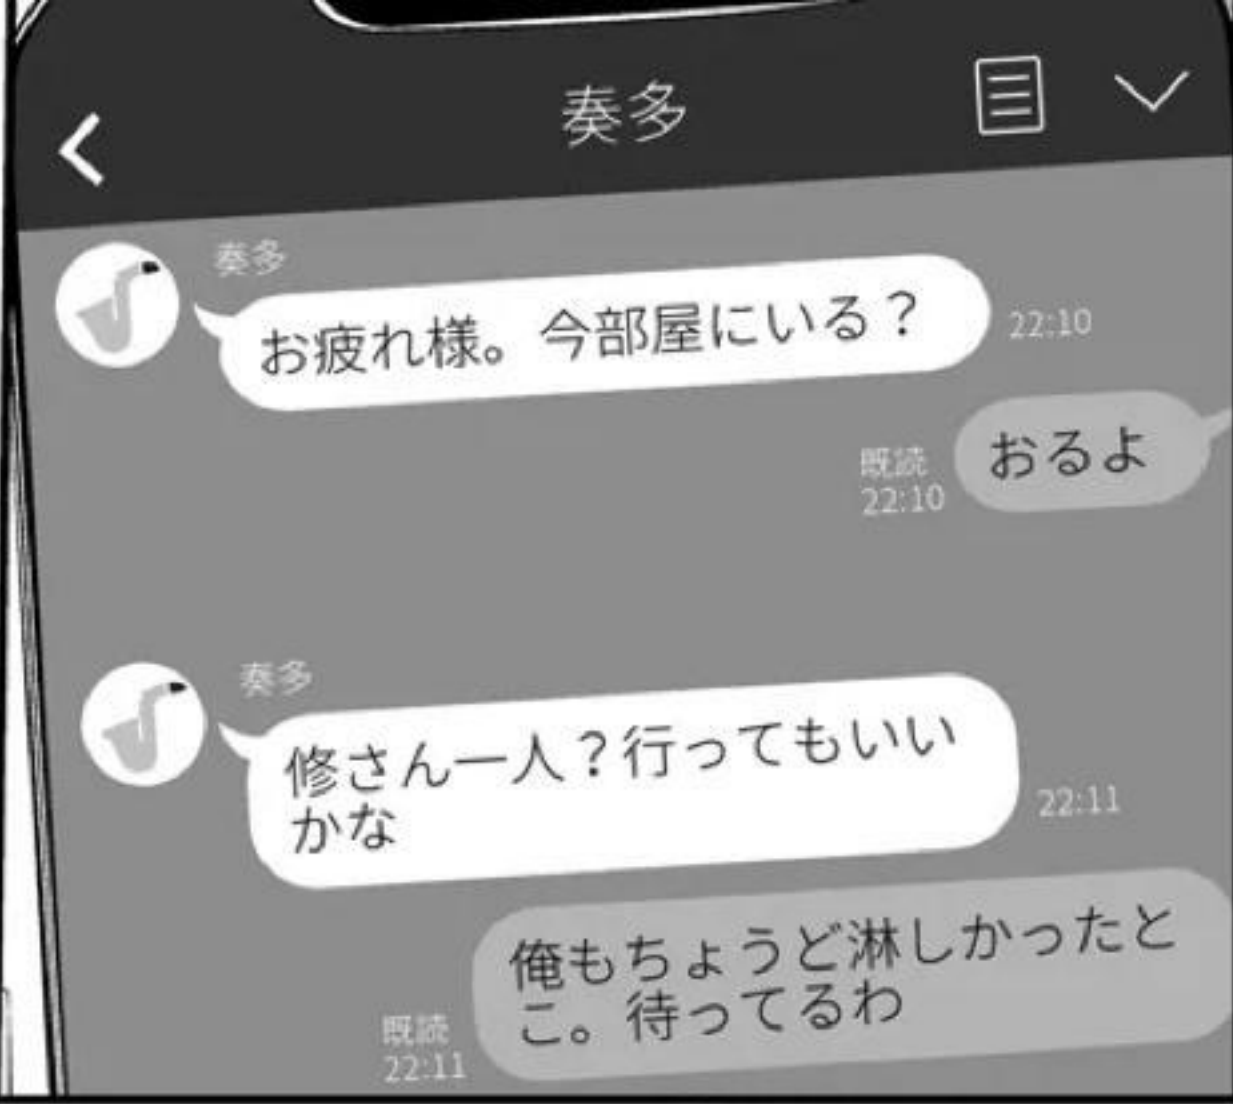 奏多
奏多
お疲れ様。今部屋にいる？
22:10
おるよ
既読
22:10
奏多
修さん一人？行ってもいい
かな
22:11
俺もちょうど淋しかったと
こ。待ってるわ
既読
22:11